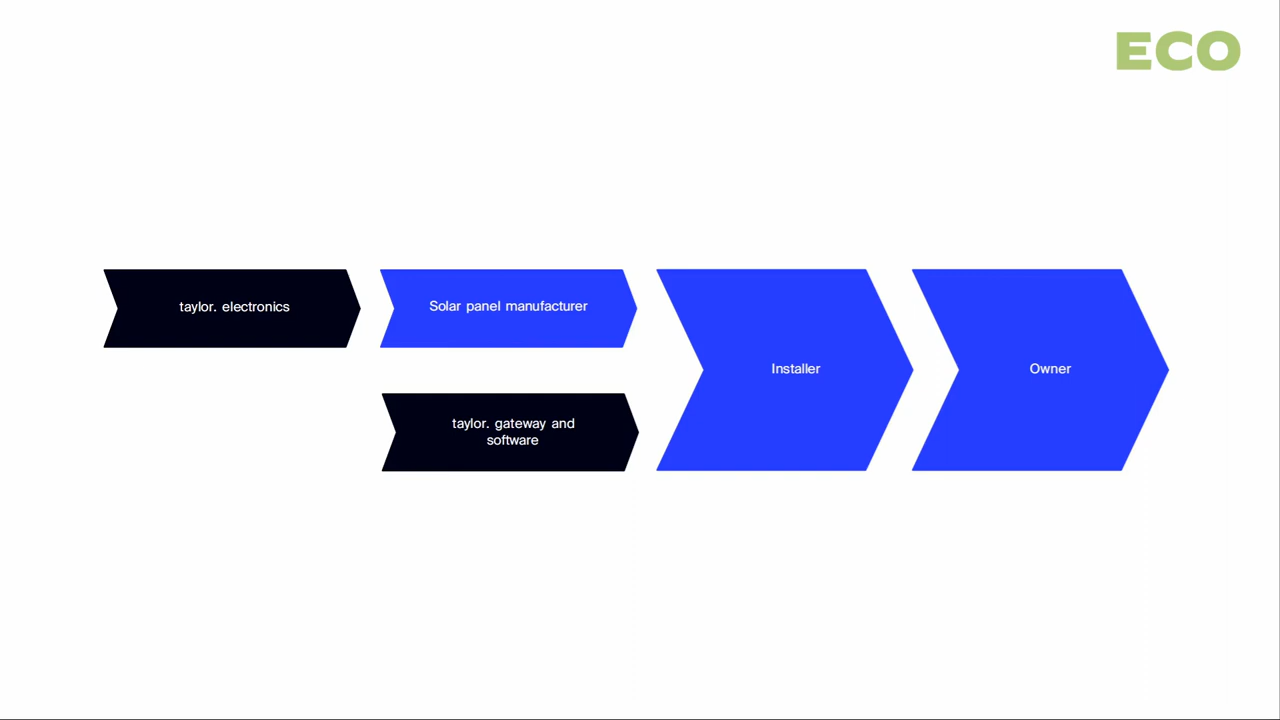 ECO
taylor. electronics
Solar panel manufacturer
Installer
Owner
taylor. gateway and
software